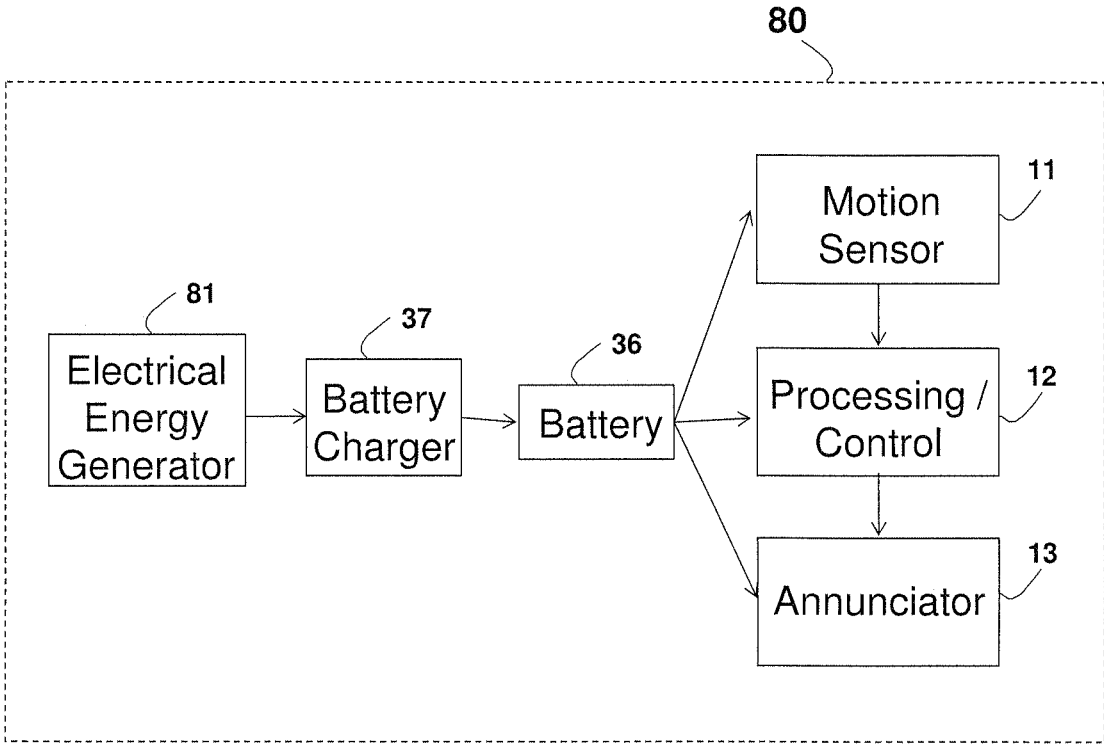 80
11
Motion
Sensor
81
37
36
Electrical
Energy
Generator
Battery
Charger
Battery
12
Processing /
Control
13
Annunciator